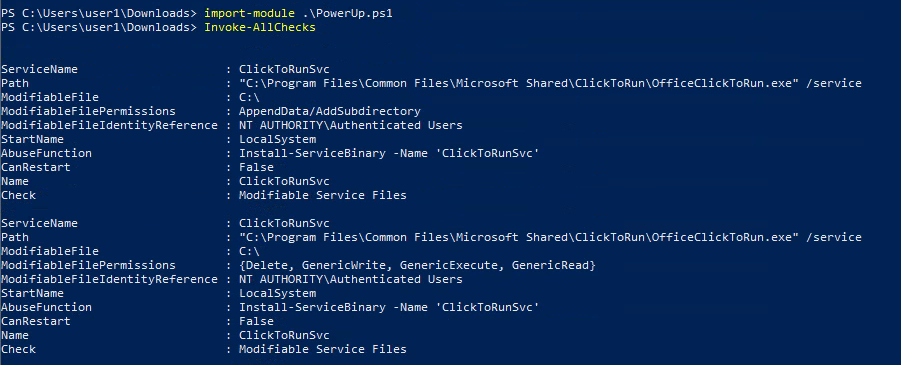 PS C:\Users\user1\Downloads> import-module .\PowerUp.ps1
PS C:\Users\user1\Downloads> Invoke-AllChecks
ServiceName : ClickToRunSvc
Path : "C:\Program Files\Common Files\Microsoft Shared\ClickToRun\OfficeClickToRun.exe" /service
ModifiableFile : C:\
ModifiableFilePermissions : AppendData/AddSubdirectory
ModifiableFileIdentityReference : NT AUTHORITY\Authenticated Users
StartName : LocalSystem
AbuseFunction : Install-ServiceBinary -Name 'ClickToRunSvc'
CanRestart : False
Name : ClickToRunSvc
Check : Modifiable Service Files
ServiceName : ClickToRunSvc
Path : "C:\Program Files\Common Files\Microsoft Shared\ClickToRun\OfficeClickToRun.exe" /service
ModifiableFile : C:\
ModifiableFilePermissions : {Delete, GenericWrite, GenericExecute, GenericRead}
ModifiableFileIdentityReference : NT AUTHORITY\Authenticated Users
StartName : LocalSystem
AbuseFunction : Install-ServiceBinary -Name 'ClickToRunSvc'
CanRestart : False
Name : ClickToRunSvc
Check : Modifiable Service Files